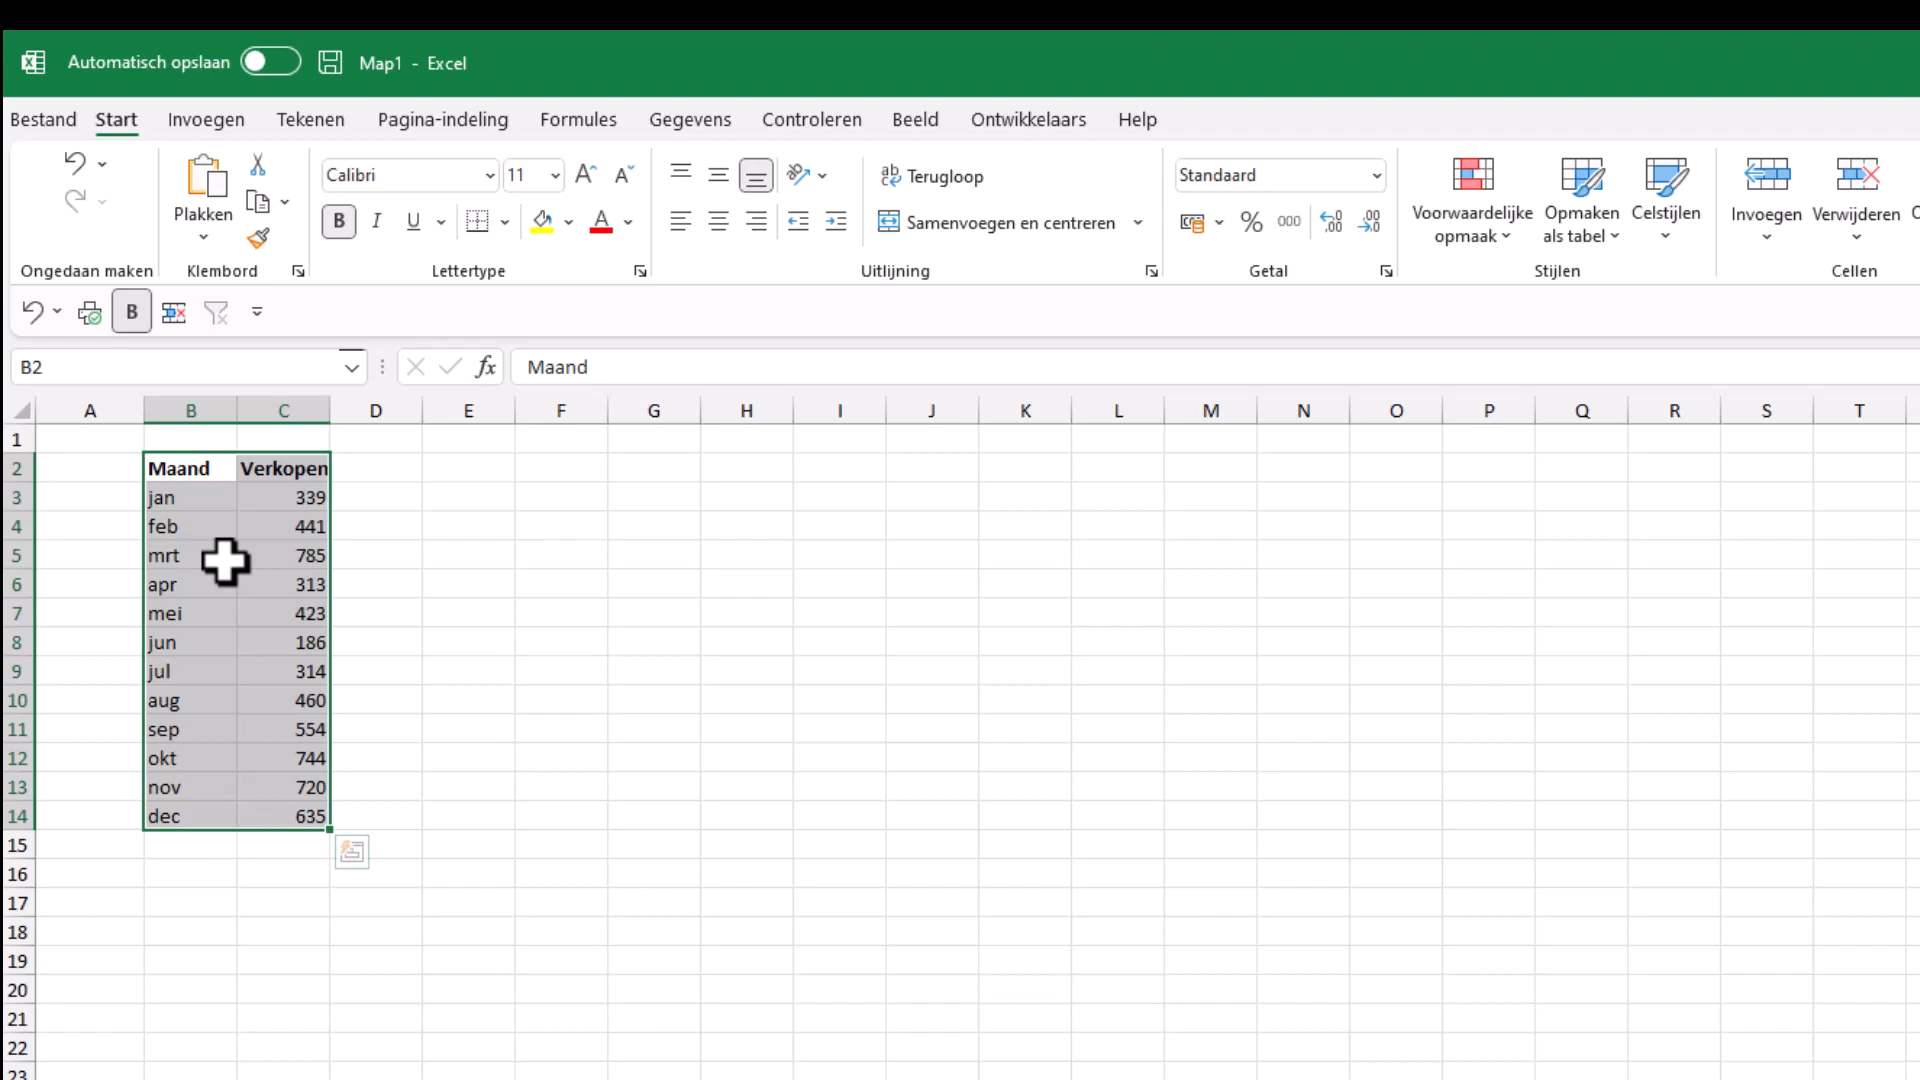 Automatisch opslaan Map1 - Excel
Bestand Start Invoegen Tekenen Pagina-indeling Formules Gegevens Controleren Beeld Ontwikkelaars Help
Calibri 11 Terugloop Standaard
Plakken B I U A Samenvoegen en centreren % 000 Voorwaardelijke opmaak Opmaken als tabel Celstijlen Invoegen Verwijderen
Ongedaan maken Klembord Lettertype Uitlijning Getal Stijlen Cellen
B
B2 fx Maand
A B C D E F G H I J K L M N O P Q R S T
1
2 Maand Verkopen
3 jan 339
4 feb 441
5 mrt 785
6 apr 313
7 mei 423
8 jun 186
9 jul 314
10 aug 460
11 sep 554
12 okt 744
13 nov 720
14 dec 635
15
16
17
18
19
20
21
22
23